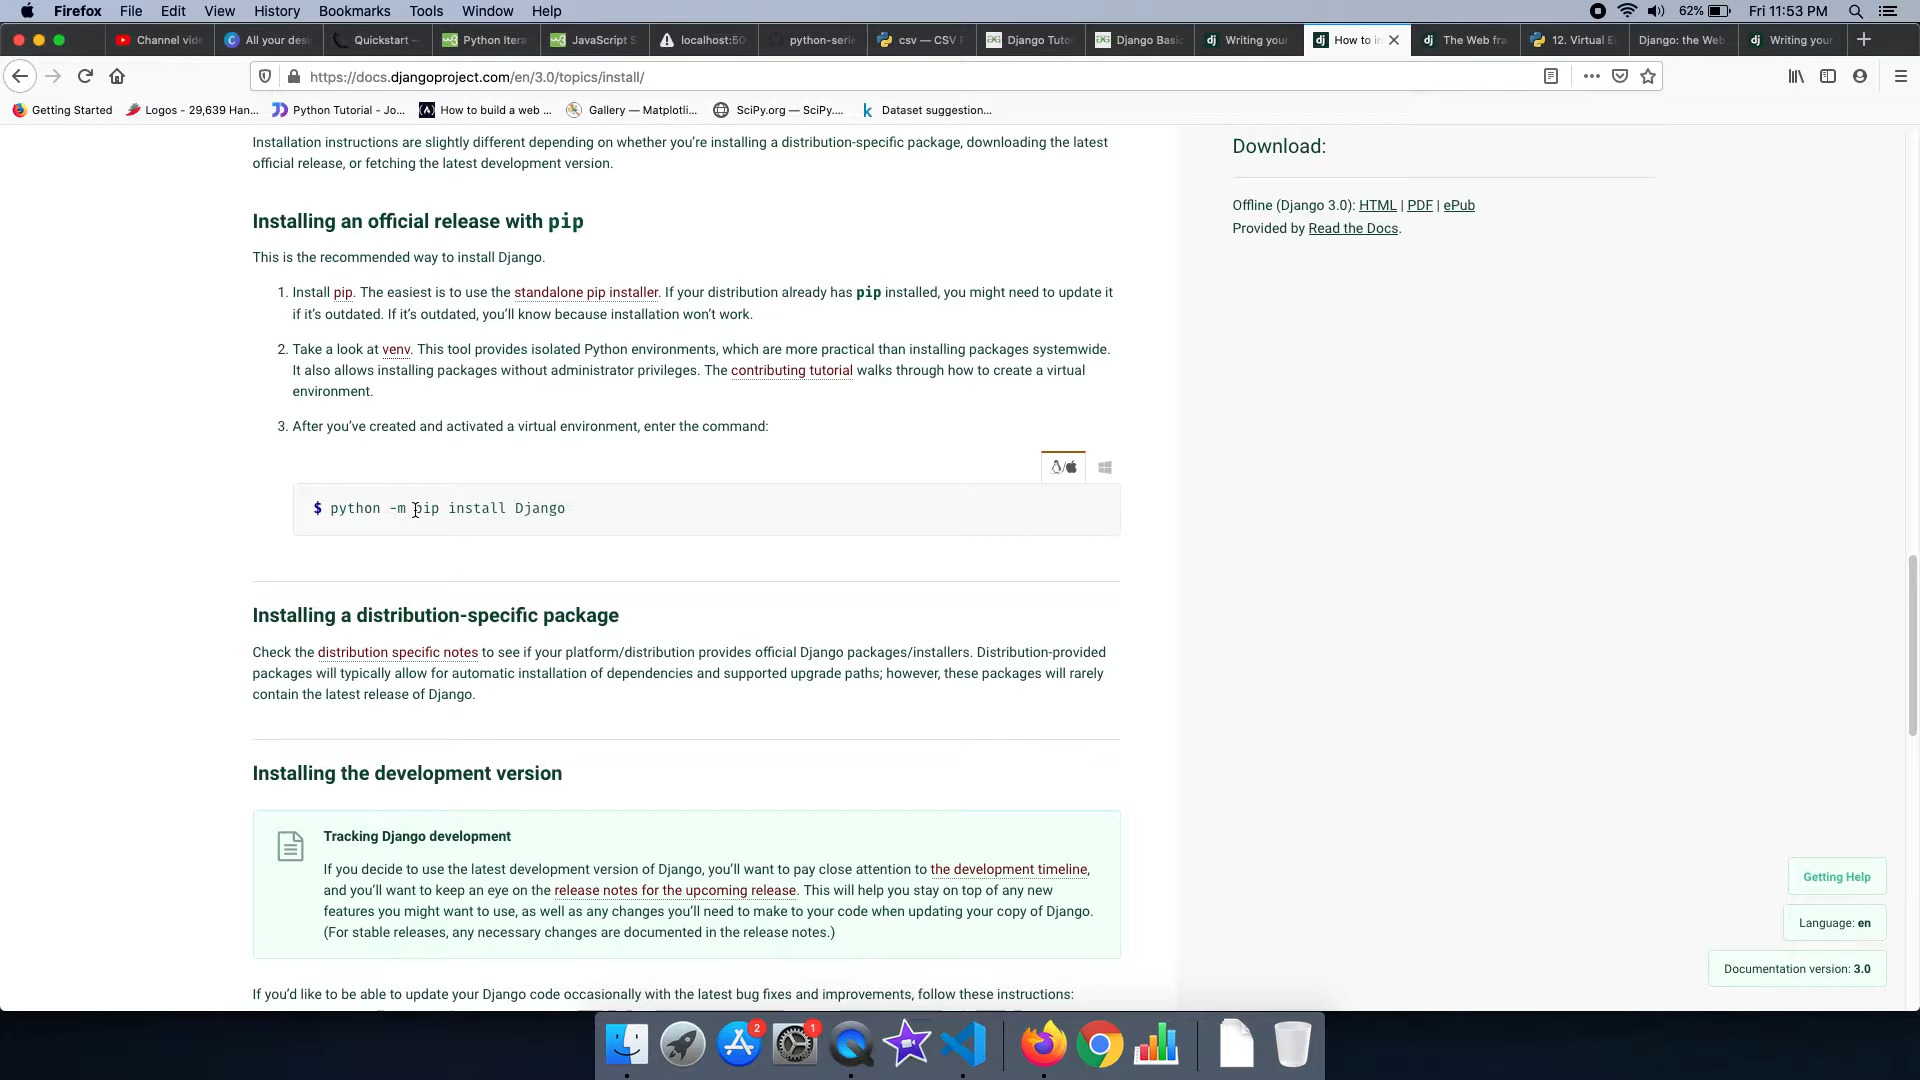 Firefox File Edit View History Bookmarks Tools Window Help 62% Fri 11:53 PM
Channel vide All your desi Quickstart — Python Itera JavaScript S localhost:50 python-serie csv — CSV F Django Tuto Django Basic Writing your How to in The Web fra 12. Virtual E Django: the Web Writing your
https://docs.djangoproject.com/en/3.0/topics/install/
Getting Started Logos - 29,639 Han... Python Tutorial - Jo... How to build a web ... Gallery — Matplotli... SciPy.org — SciPy.... Dataset suggestion...
Installation instructions are slightly different depending on whether you're installing a distribution-specific package, downloading the latest
official release, or fetching the latest development version.
Installing an official release with pip
This is the recommended way to install Django.
1. Install pip. The easiest is to use the standalone pip installer. If your distribution already has pip installed, you might need to update it
if it's outdated. If it's outdated, you'll know because installation won't work.
2. Take a look at venv. This tool provides isolated Python environments, which are more practical than installing packages systemwide.
It also allows installing packages without administrator privileges. The contributing tutorial walks through how to create a virtual
environment.
3. After you've created and activated a virtual environment, enter the command:
$ python -m pip install Django
Installing a distribution-specific package
Check the distribution specific notes to see if your platform/distribution provides official Django packages/installers. Distribution-provided
packages will typically allow for automatic installation of dependencies and supported upgrade paths; however, these packages will rarely
contain the latest release of Django.
Installing the development version
Tracking Django development
If you decide to use the latest development version of Django, you'll want to pay close attention to the development timeline,
and you'll want to keep an eye on the release notes for the upcoming release. This will help you stay on top of any new
features you might want to use, as well as any changes you'll need to make to your code when updating your copy of Django.
(For stable releases, any necessary changes are documented in the release notes.)
If you'd like to be able to update your Django code occasionally with the latest bug fixes and improvements, follow these instructions:
Download:
Offline (Django 3.0): HTML | PDF | ePub
Provided by Read the Docs.
Getting Help
Language: en
Documentation version: 3.0
2 1